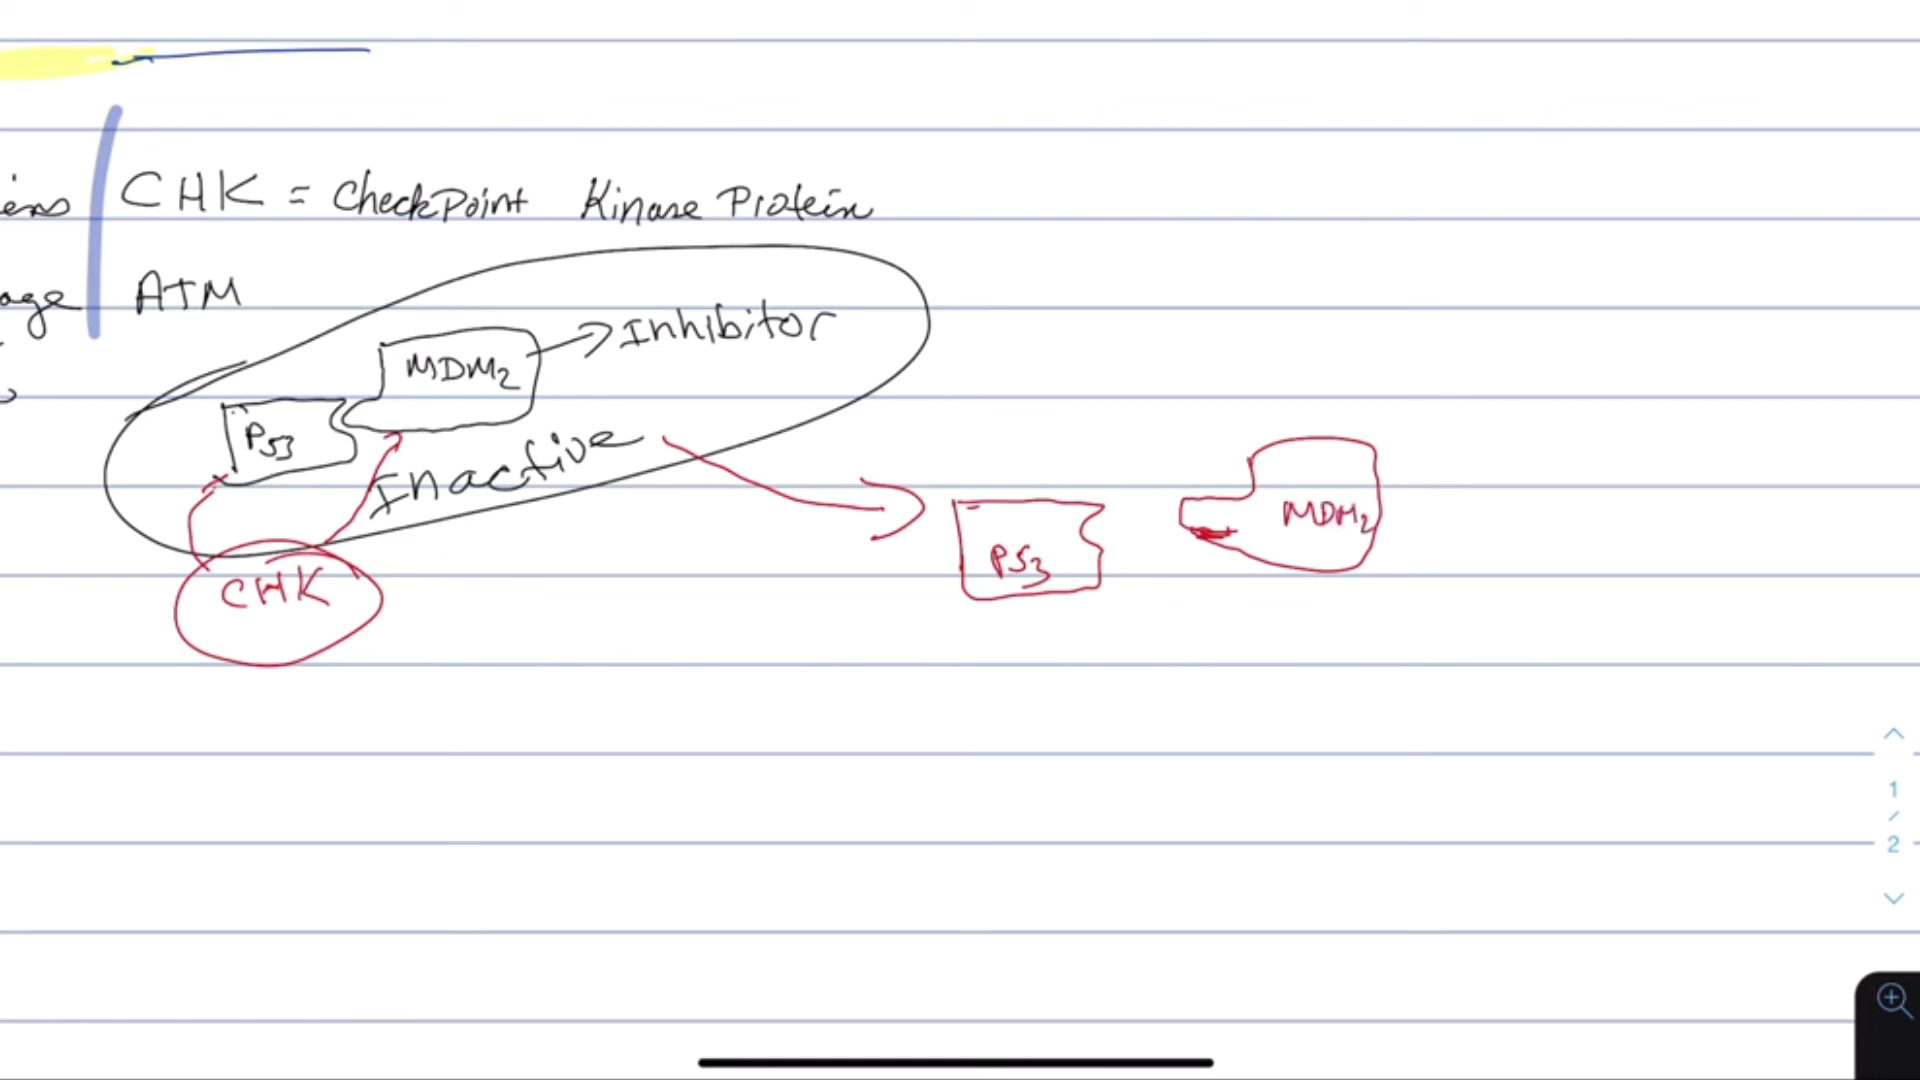 CHK = CheckPoint Kinase Protein
ATM
MDM2 → Inhibitor
P53
Inactive
CHK
P53
MDM2
1
/
2